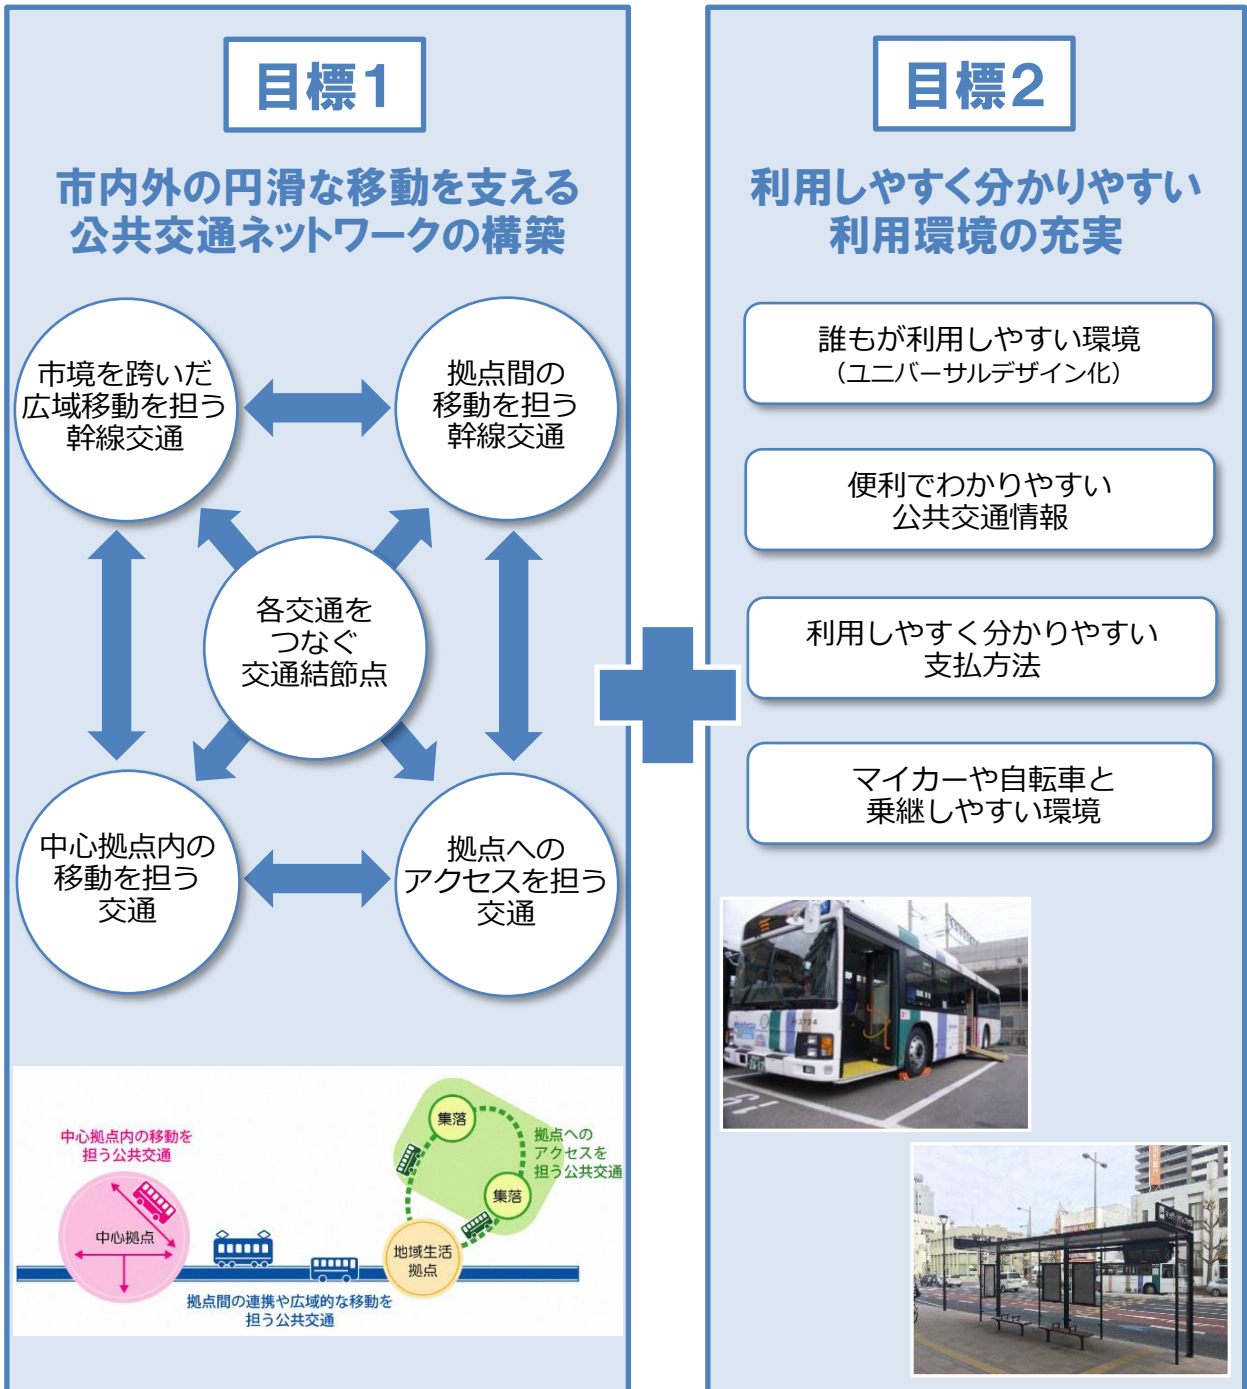 目標1
市内外の円滑な移動を支える
公共交通ネットワークの構築
市境を跨いだ
広域移動を担う
幹線交通
拠点間の
移動を担う
幹線交通
各交通を
つなぐ
交通結節点
中心拠点内の
移動を担う
交通
拠点への
アクセスを担う
交通
中心拠点内の移動を
担う公共交通
中心拠点
集落
集落
拠点への
アクセスを
担う公共交通
地域生活
拠点
拠点間の連携や広域的な移動を
担う公共交通
目標2
利用しやすく分かりやすい
利用環境の充実
誰もが利用しやすい環境
（ユニバーサルデザイン化）
便利でわかりやすい
公共交通情報
利用しやすく分かりやすい
支払方法
マイカーや自転車と
乗継しやすい環境